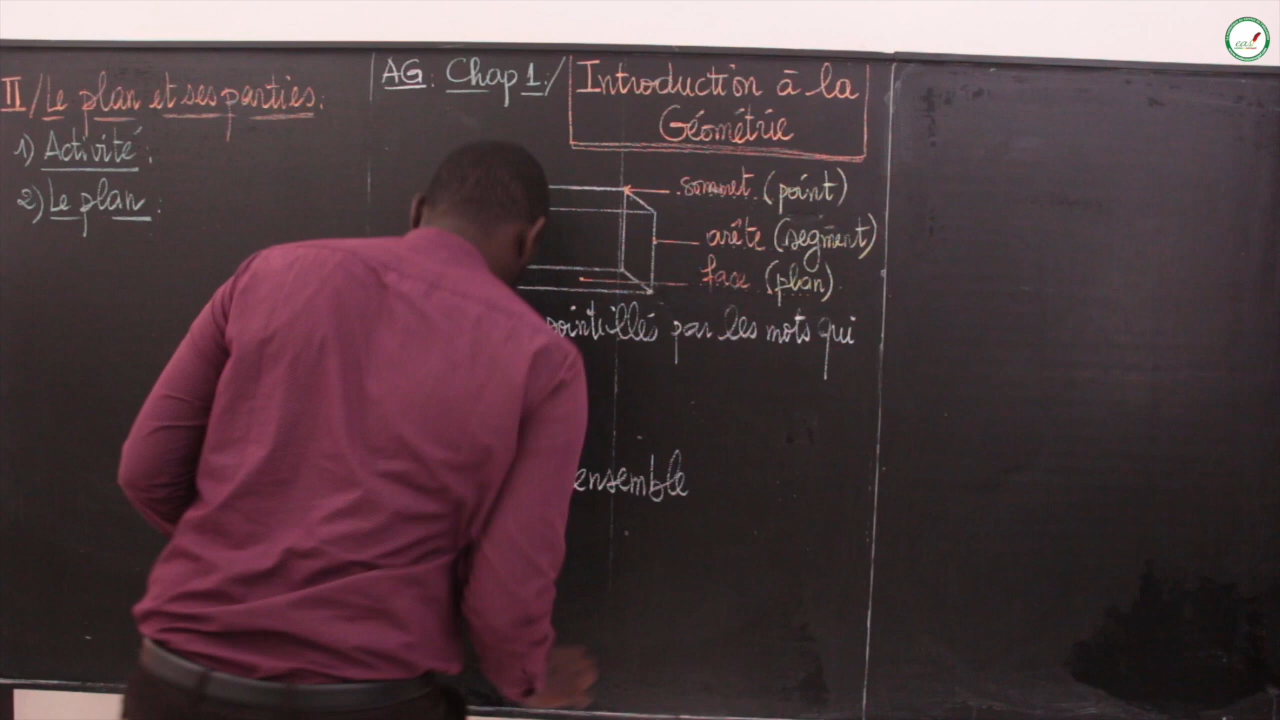 II/ Le plan et ses parties.
1) Activité :
2) Le plan :
AG : Chap 1 :/ Introduction à la
Géométrie
sommet (point)
arête (segment)
face (plan)
pointillés par les mots qui
ensemble
eas